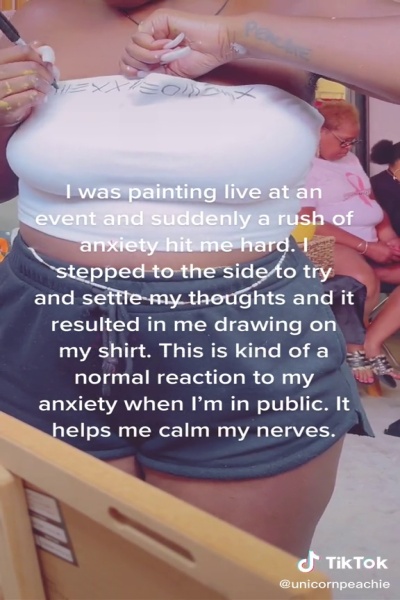 I was painting live at an
event and suddenly a rush of
anxiety hit me hard. I
stepped to the side to try
and settle my thoughts and it
resulted in me drawing on
my shirt. This is kind of a
normal reaction to my
anxiety when I'm in public. It
helps me calm my nerves.
TikTok
@unicornpeachie